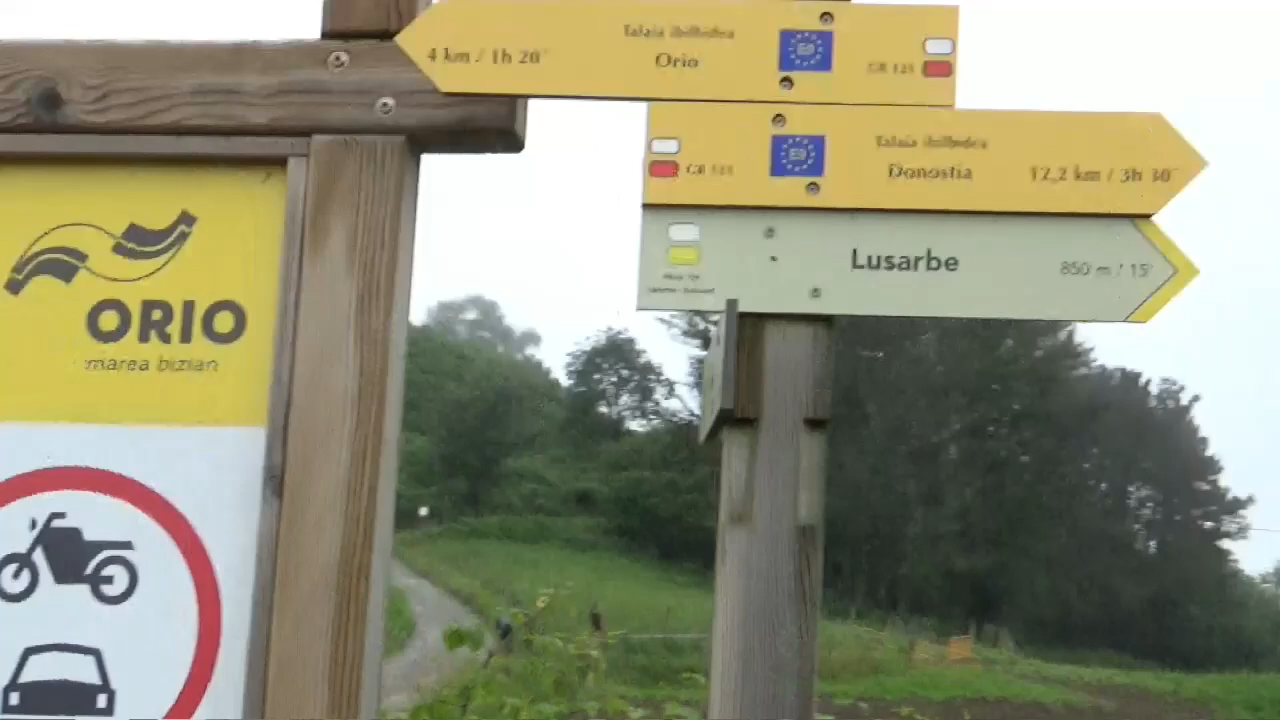 Talaia ibilbidea
4 km / 1h 20'
Orio
GR 121
Talaia ibilbidea
GR 121
Donostia
12,2 km / 3h 30'
Lusarbe
850 m / 15'
ORIO
marea bizian